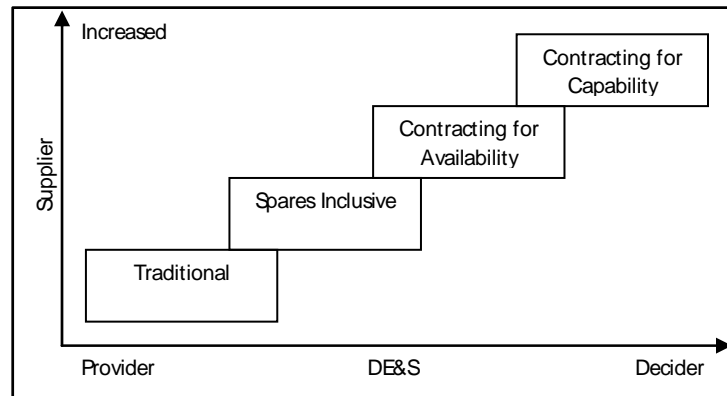 Increased
Contracting for
Capability
Contracting for
Availability
Supplier
Spares Inclusive
Traditional
Provider DE&S Decider